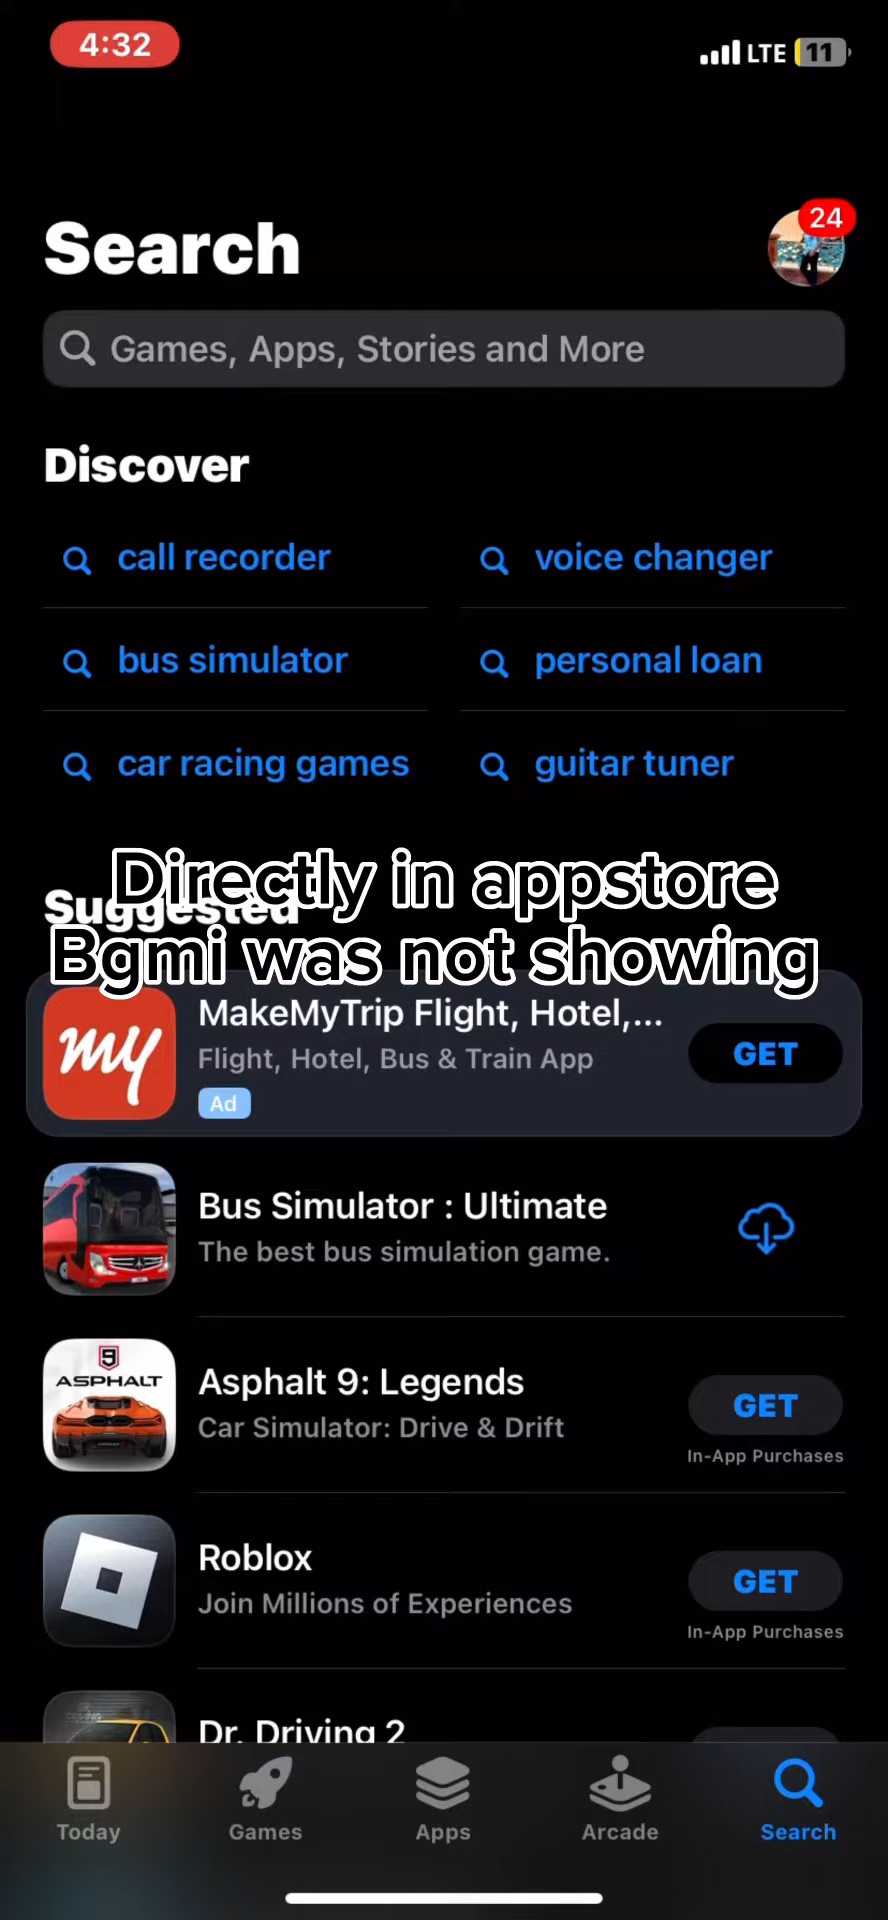 4:32
LTE 11
24
Search
Games, Apps, Stories and More
Discover
call recorder
voice changer
bus simulator
personal loan
car racing games
guitar tuner
Suggested
Directly in appstore
Bgmi was not showing
my
MakeMyTrip Flight, Hotel,...
Flight, Hotel, Bus & Train App
Ad
GET
Bus Simulator : Ultimate
The best bus simulation game.
9
ASPHALT
Asphalt 9: Legends
Car Simulator: Drive & Drift
GET
In-App Purchases
Roblox
Join Millions of Experiences
GET
In-App Purchases
Dr. Driving 2
Today
Games
Apps
Arcade
Search